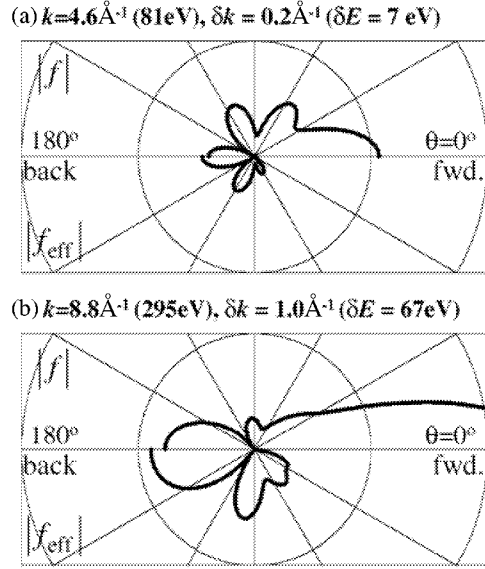 (a) k=4.6Å⁻¹ (81eV), δk = 0.2Å⁻¹ (δE = 7 eV)
|f|
180° θ=0°
back fwd.
|f_eff|
(b) k=8.8Å⁻¹ (295eV), δk = 1.0Å⁻¹ (δE = 67eV)
|f|
180° θ=0°
back fwd.
|f_eff|